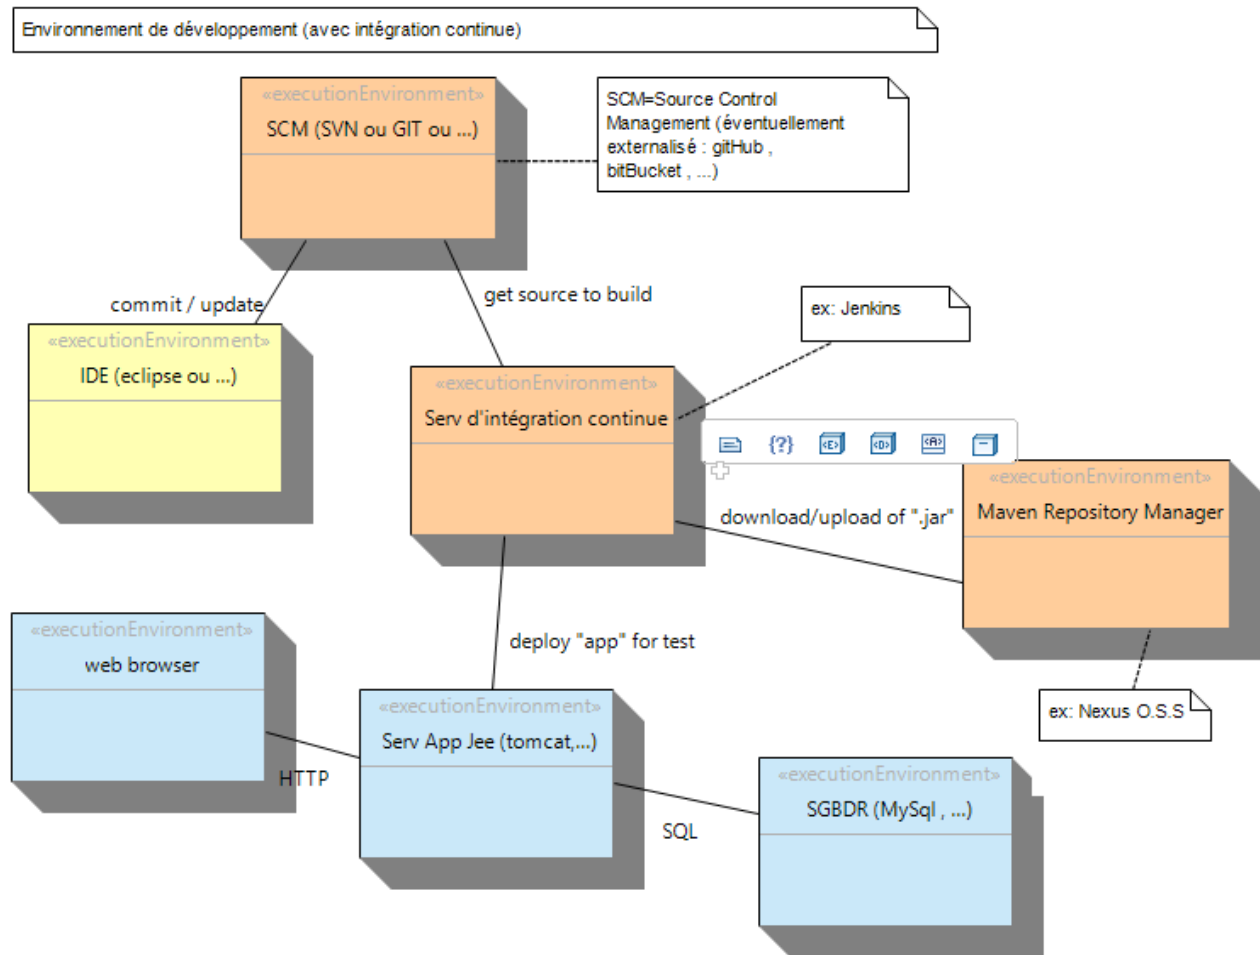 Environnement de développement (avec intégration continue)
«executionEnvironment»
SCM (SVN ou GIT ou ...)
SCM=Source Control
Management (éventuellement
externalisé : gitHub ,
bitBucket , ...)
commit / update
get source to build
«executionEnvironment»
IDE (eclipse ou ...)
ex: Jenkins
«executionEnvironment»
Serv d'intégration continue
{?}
<E>
<D>
<A>
«executionEnvironment»
Maven Repository Manager
download/upload of ".jar"
deploy "app" for test
«executionEnvironment»
web browser
HTTP
«executionEnvironment»
Serv App Jee (tomcat,...)
ex: Nexus O.S.S
SQL
«executionEnvironment»
SGBDR (MySql , ...)